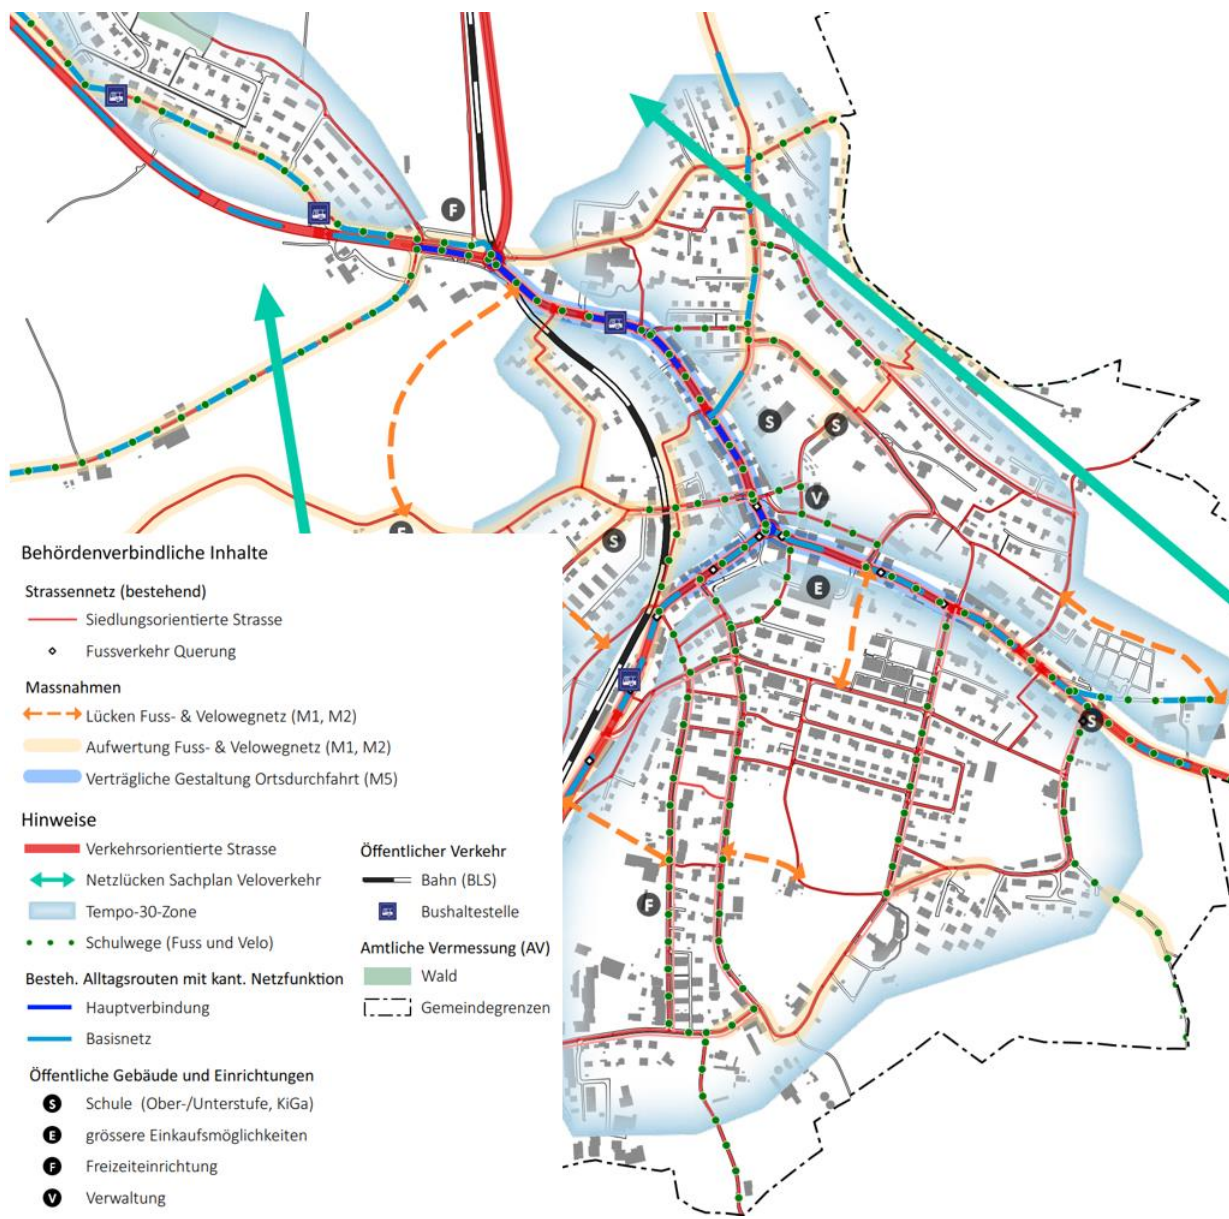 F
S
S
V
S
E
S
F
Behördenverbindliche Inhalte
Strassennetz (bestehend)
Siedlungsorientierte Strasse
Fussverkehr Querung
Massnahmen
Lücken Fuss- & Velowegnetz (M1, M2)
Aufwertung Fuss- & Velowegnetz (M1, M2)
Verträgliche Gestaltung Ortsdurchfahrt (M5)
Hinweise
Verkehrsorientierte Strasse
Netzlücken Sachplan Veloverkehr
Tempo-30-Zone
Schulwege (Fuss und Velo)
Besteh. Alltagsrouten mit kant. Netzfunktion
Hauptverbindung
Basisnetz
Öffentlicher Verkehr
Bahn (BLS)
Bushaltestelle
Amtliche Vermessung (AV)
Wald
Gemeindegrenzen
Öffentliche Gebäude und Einrichtungen
S Schule (Ober-/Unterstufe, KiGa)
E grössere Einkaufsmöglichkeiten
F Freizeiteinrichtung
V Verwaltung